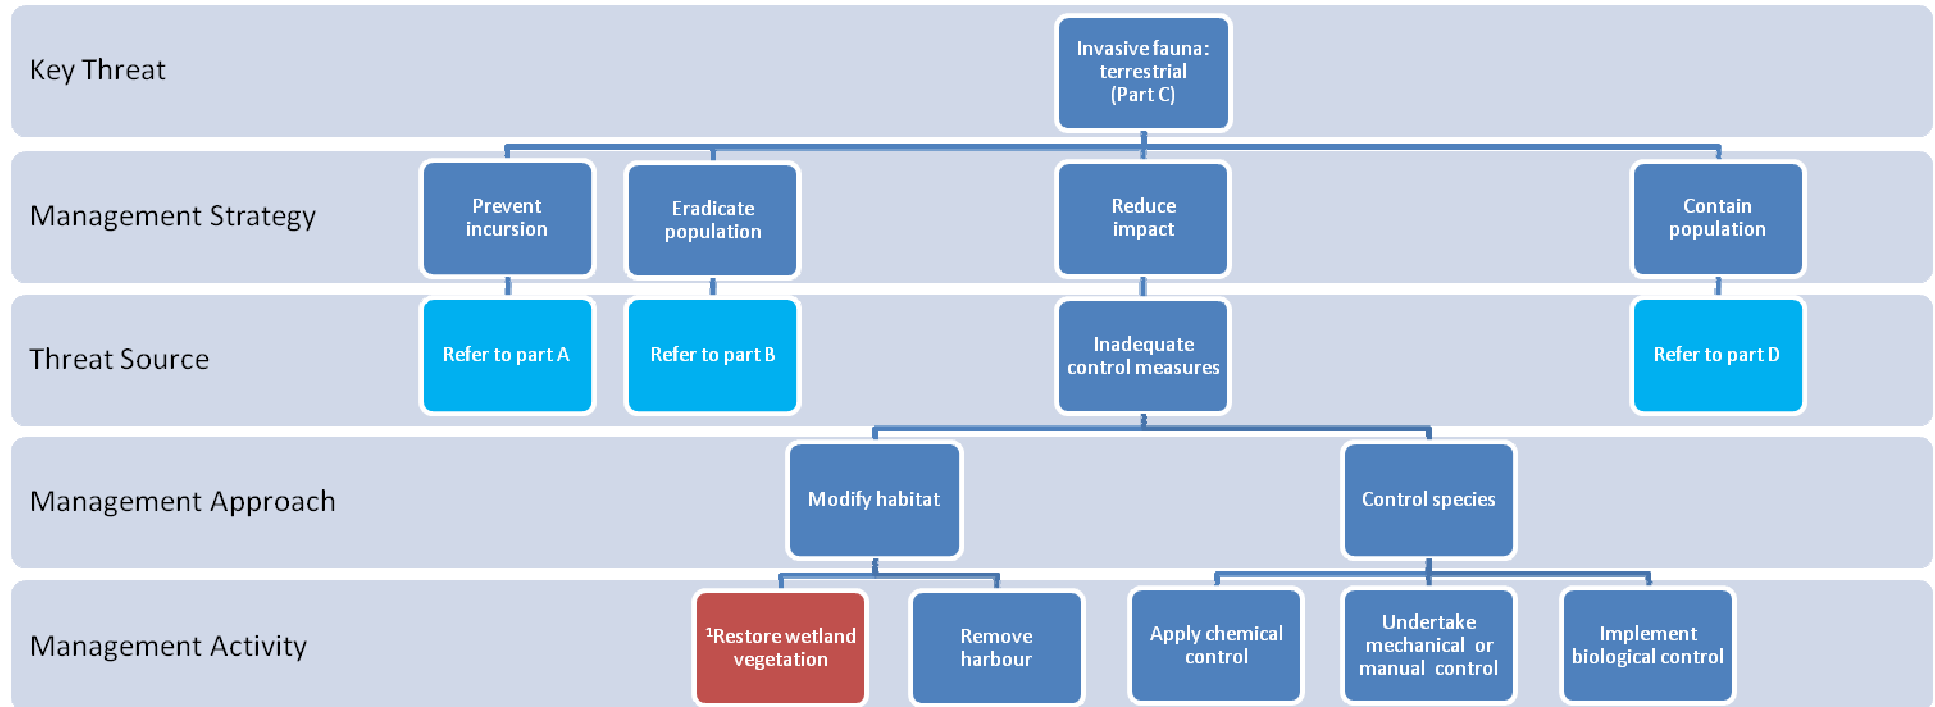 Key Threat
Invasive fauna:
terrestrial
(Part C)
Management Strategy
Prevent
incursion
Eradicate
population
Reduce
impact
Contain
population
Threat Source
Refer to part A
Refer to part B
Inadequate
control measures
Refer to part D
Management Approach
Modify habitat
Control species
Management Activity
¹Restore wetland
vegetation
Remove
harbour
Apply chemical
control
Undertake
mechanical or
manual control
Implement
biological control